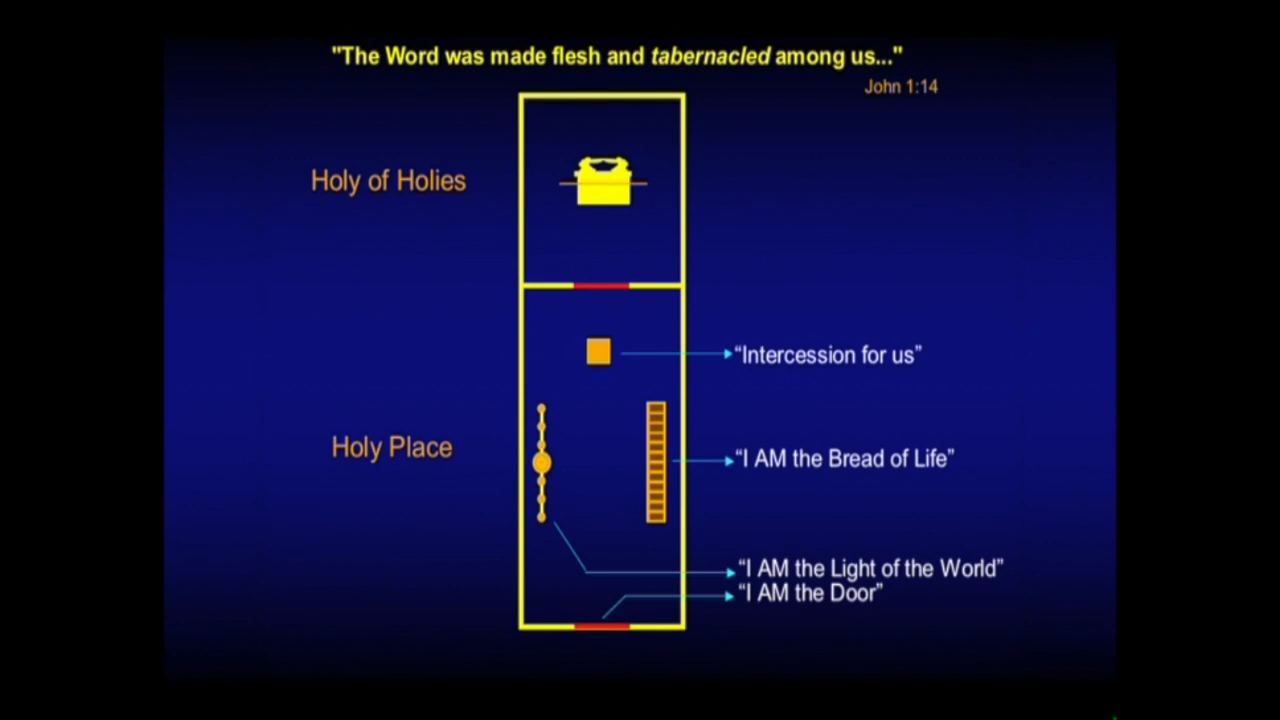 "The Word was made flesh and tabernacled among us..."
John 1:14
Holy of Holies
“Intercession for us”
Holy Place
“I AM the Bread of Life”
“I AM the Light of the World”
“I AM the Door”